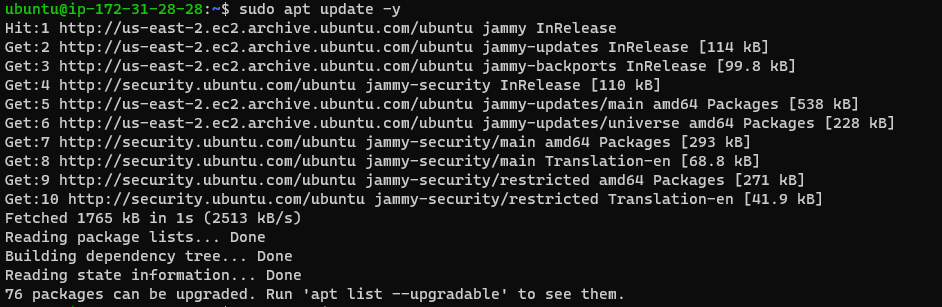 ubuntu@ip-172-31-28-28:~$ sudo apt update -y
Hit:1 http://us-east-2.ec2.archive.ubuntu.com/ubuntu jammy InRelease
Get:2 http://us-east-2.ec2.archive.ubuntu.com/ubuntu jammy-updates InRelease [114 kB]
Get:3 http://us-east-2.ec2.archive.ubuntu.com/ubuntu jammy-backports InRelease [99.8 kB]
Get:4 http://security.ubuntu.com/ubuntu jammy-security InRelease [110 kB]
Get:5 http://us-east-2.ec2.archive.ubuntu.com/ubuntu jammy-updates/main amd64 Packages [538 kB]
Get:6 http://us-east-2.ec2.archive.ubuntu.com/ubuntu jammy-updates/universe amd64 Packages [228 kB]
Get:7 http://security.ubuntu.com/ubuntu jammy-security/main amd64 Packages [293 kB]
Get:8 http://security.ubuntu.com/ubuntu jammy-security/main Translation-en [68.8 kB]
Get:9 http://security.ubuntu.com/ubuntu jammy-security/restricted amd64 Packages [271 kB]
Get:10 http://security.ubuntu.com/ubuntu jammy-security/restricted Translation-en [41.9 kB]
Fetched 1765 kB in 1s (2513 kB/s)
Reading package lists... Done
Building dependency tree... Done
Reading state information... Done
76 packages can be upgraded. Run 'apt list --upgradable' to see them.